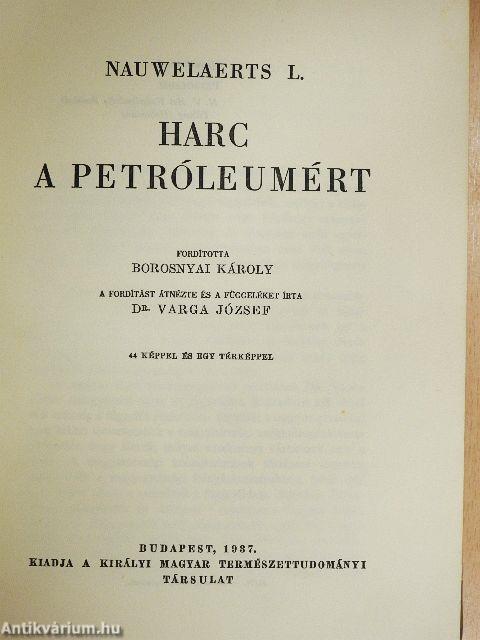 NAUWELAERTS L.
HARC
A PETRÓLEUMÉRT
FORDÍTOTTA
BOROSNYAI KÁROLY
A FORDÍTÁST ÁTNÉZTE ÉS A FÜGGELÉKET ÍRTA
DR. VARGA JÓZSEF
44 KÉPPEL ÉS EGY TÉRKÉPPEL
BUDAPEST, 1937.
KIADJA A KIRÁLYI MAGYAR TERMÉSZETTUDOMÁNYI
TÁRSULAT
Antikvárium.hu